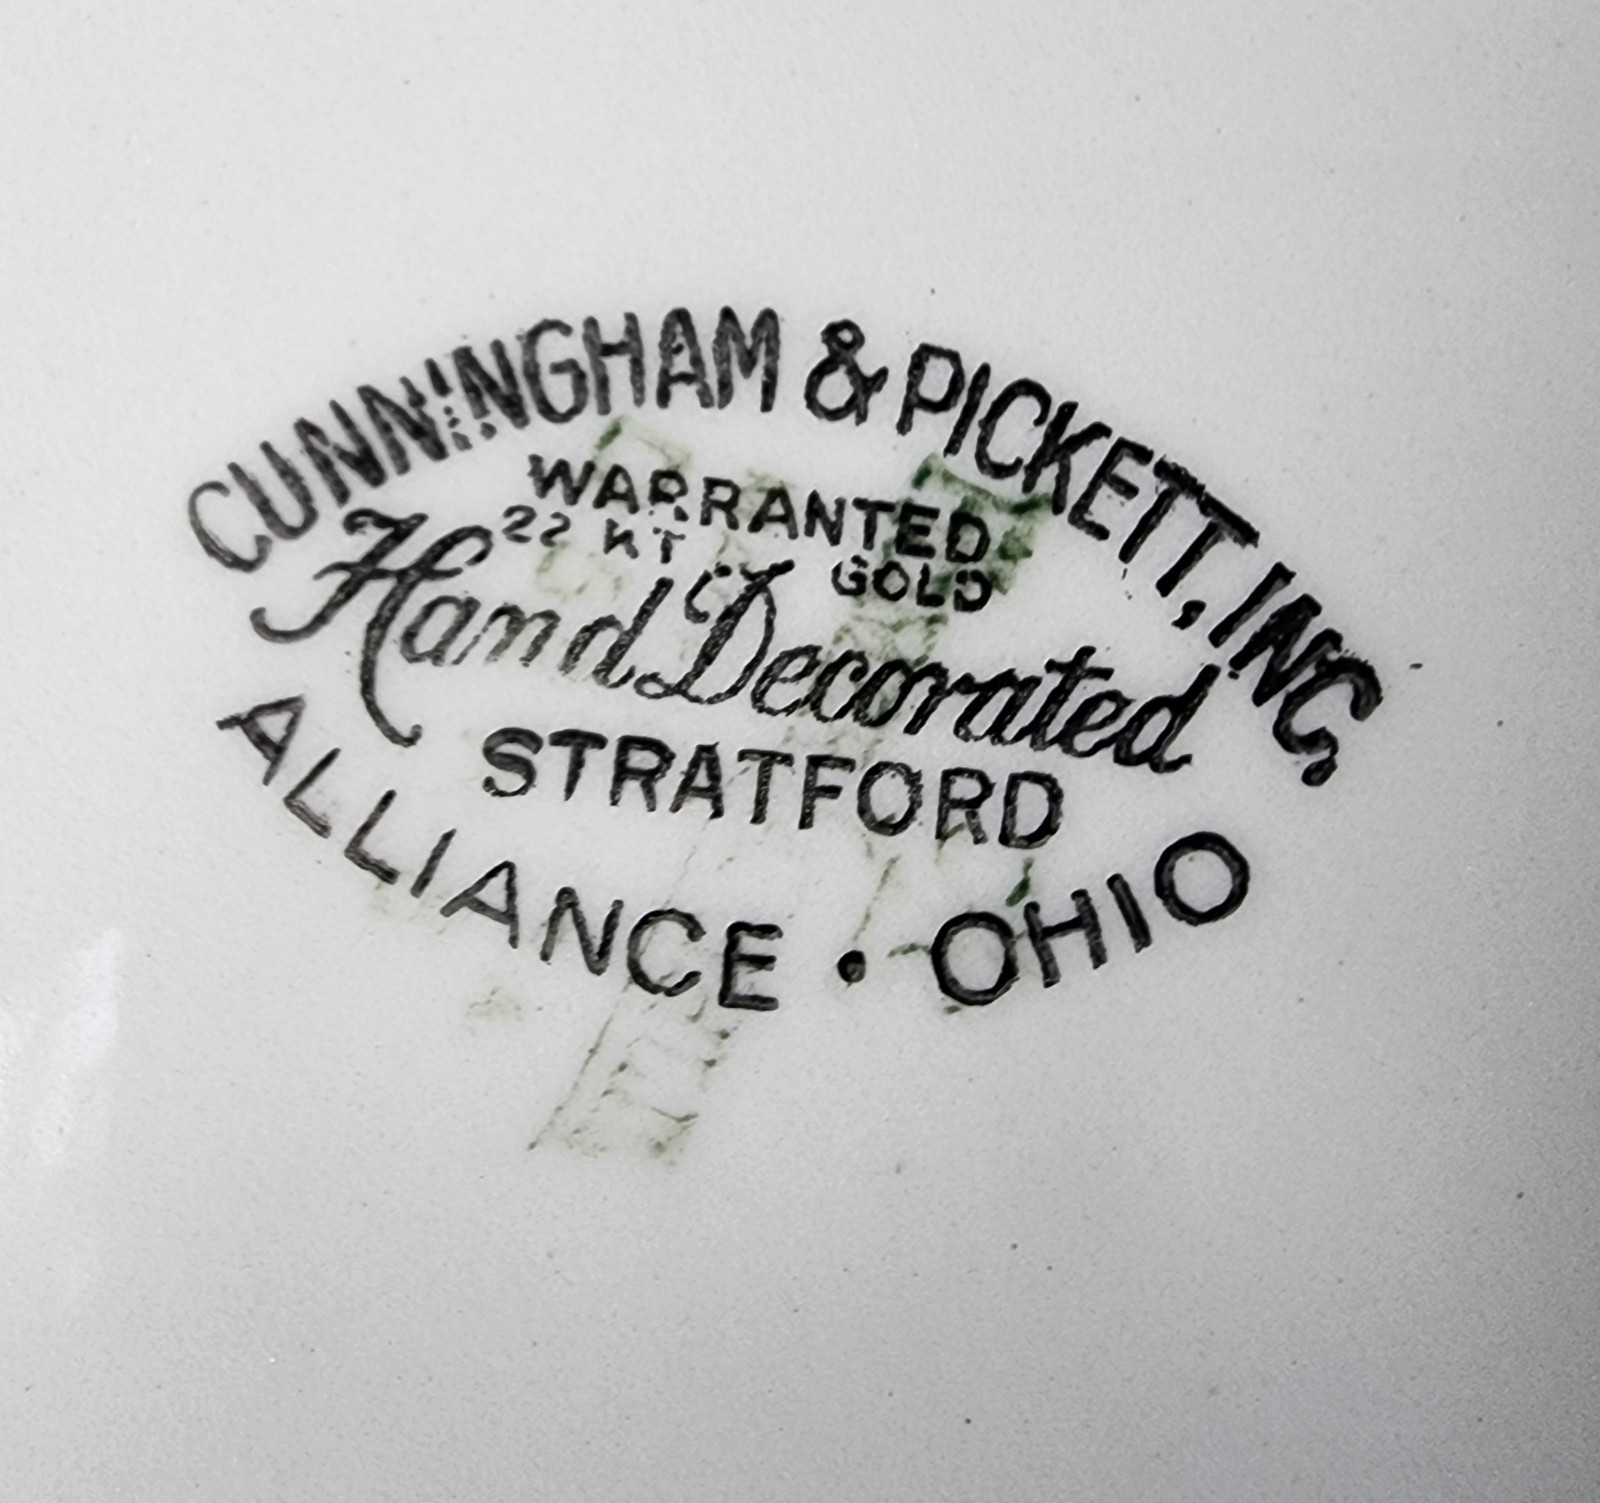 CUNNINGHAM & PICKETT, INC,
WARRANTED
22 KT GOLD
Hand Decorated
STRATFORD
ALLIANCE • OHIO